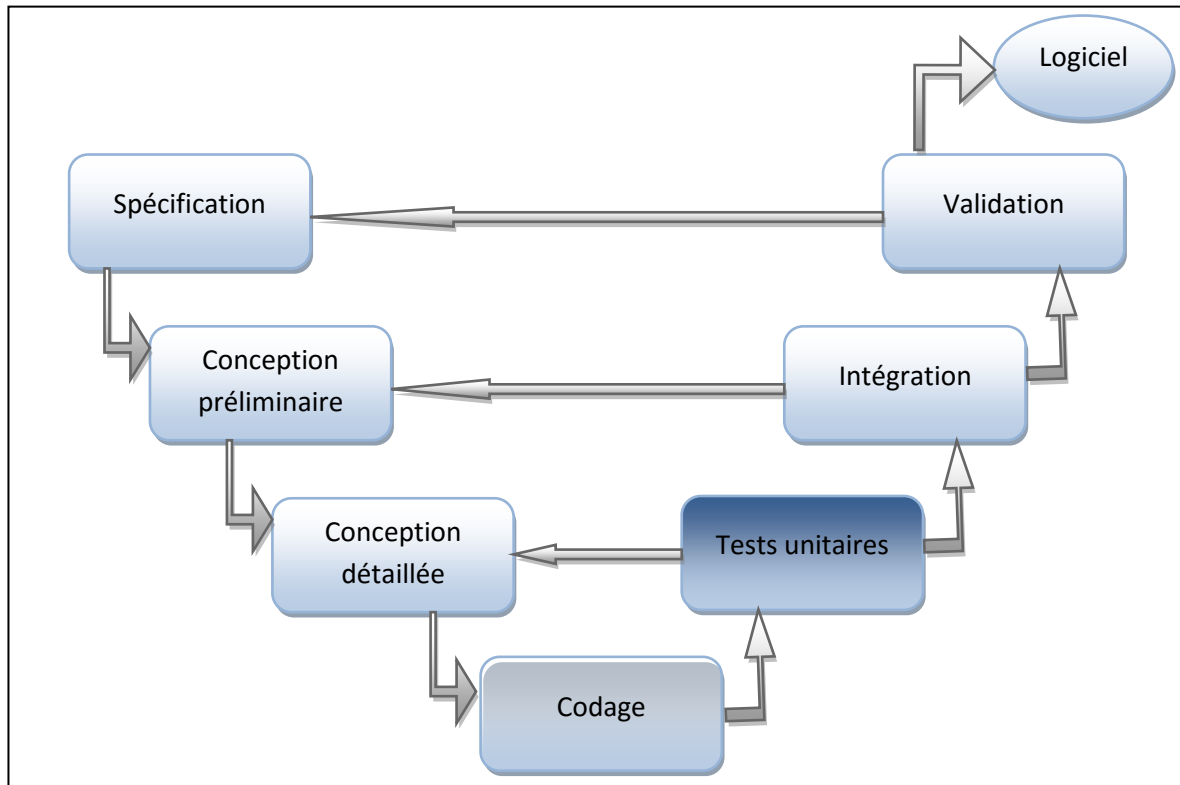 Logiciel
Spécification
Validation
Conception
préliminaire
Intégration
Conception
détaillée
Tests unitaires
Codage